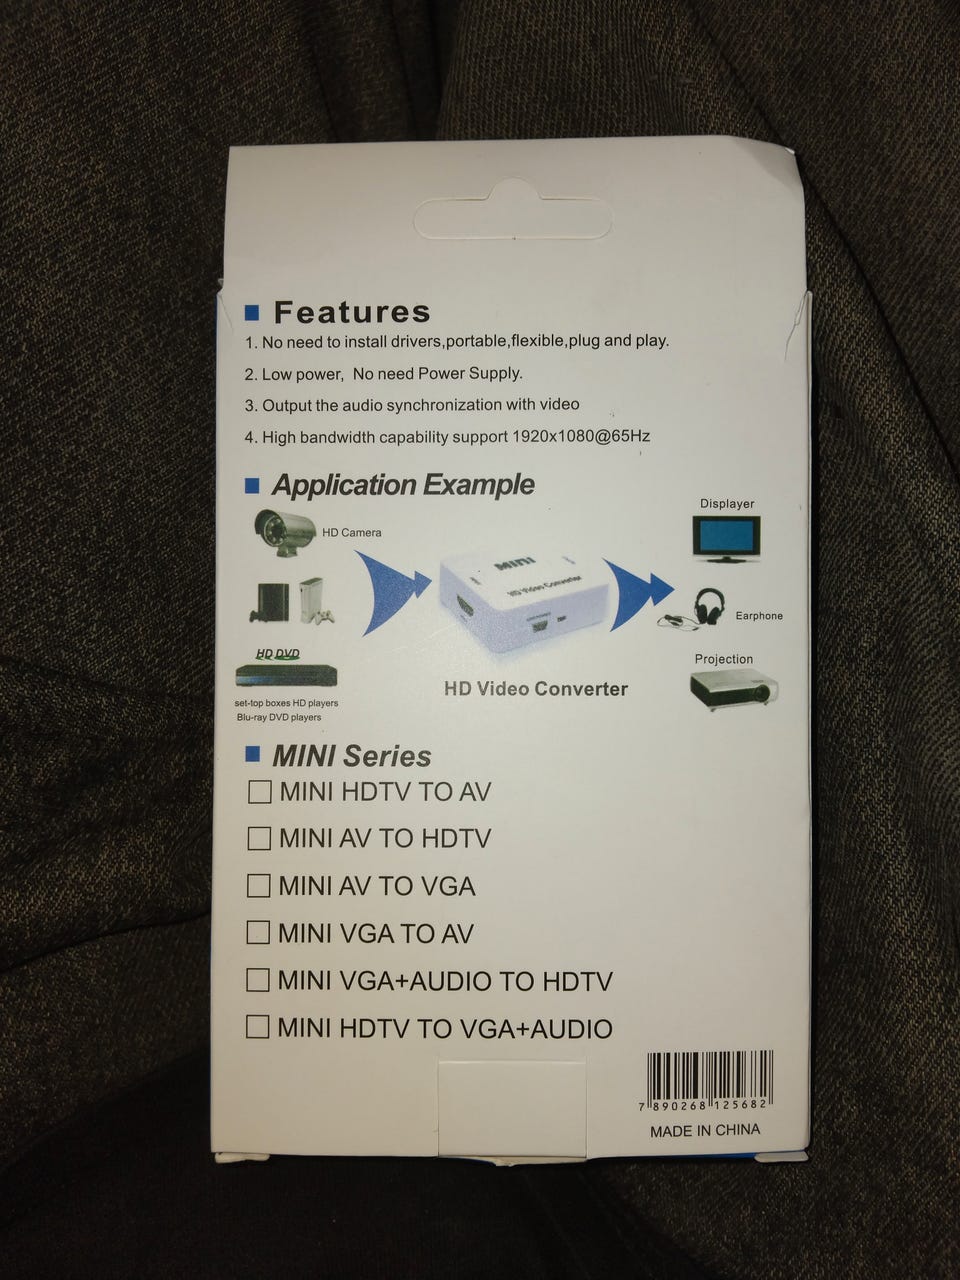 Features
1. No need to install drivers,portable,flexible,plug and play.
2. Low power, No need Power Supply.
3. Output the audio synchronization with video
4. High bandwidth capability support 1920x1080@65Hz
Application Example
HD Camera
HD DVD
set-top boxes HD players
Blu-ray DVD players
MINI
HD Video Converter
HD Video Converter
Displayer
Earphone
Projection
MINI Series
MINI HDTV TO AV
MINI AV TO HDTV
MINI AV TO VGA
MINI VGA TO AV
MINI VGA+AUDIO TO HDTV
MINI HDTV TO VGA+AUDIO
7 890268 125682
MADE IN CHINA